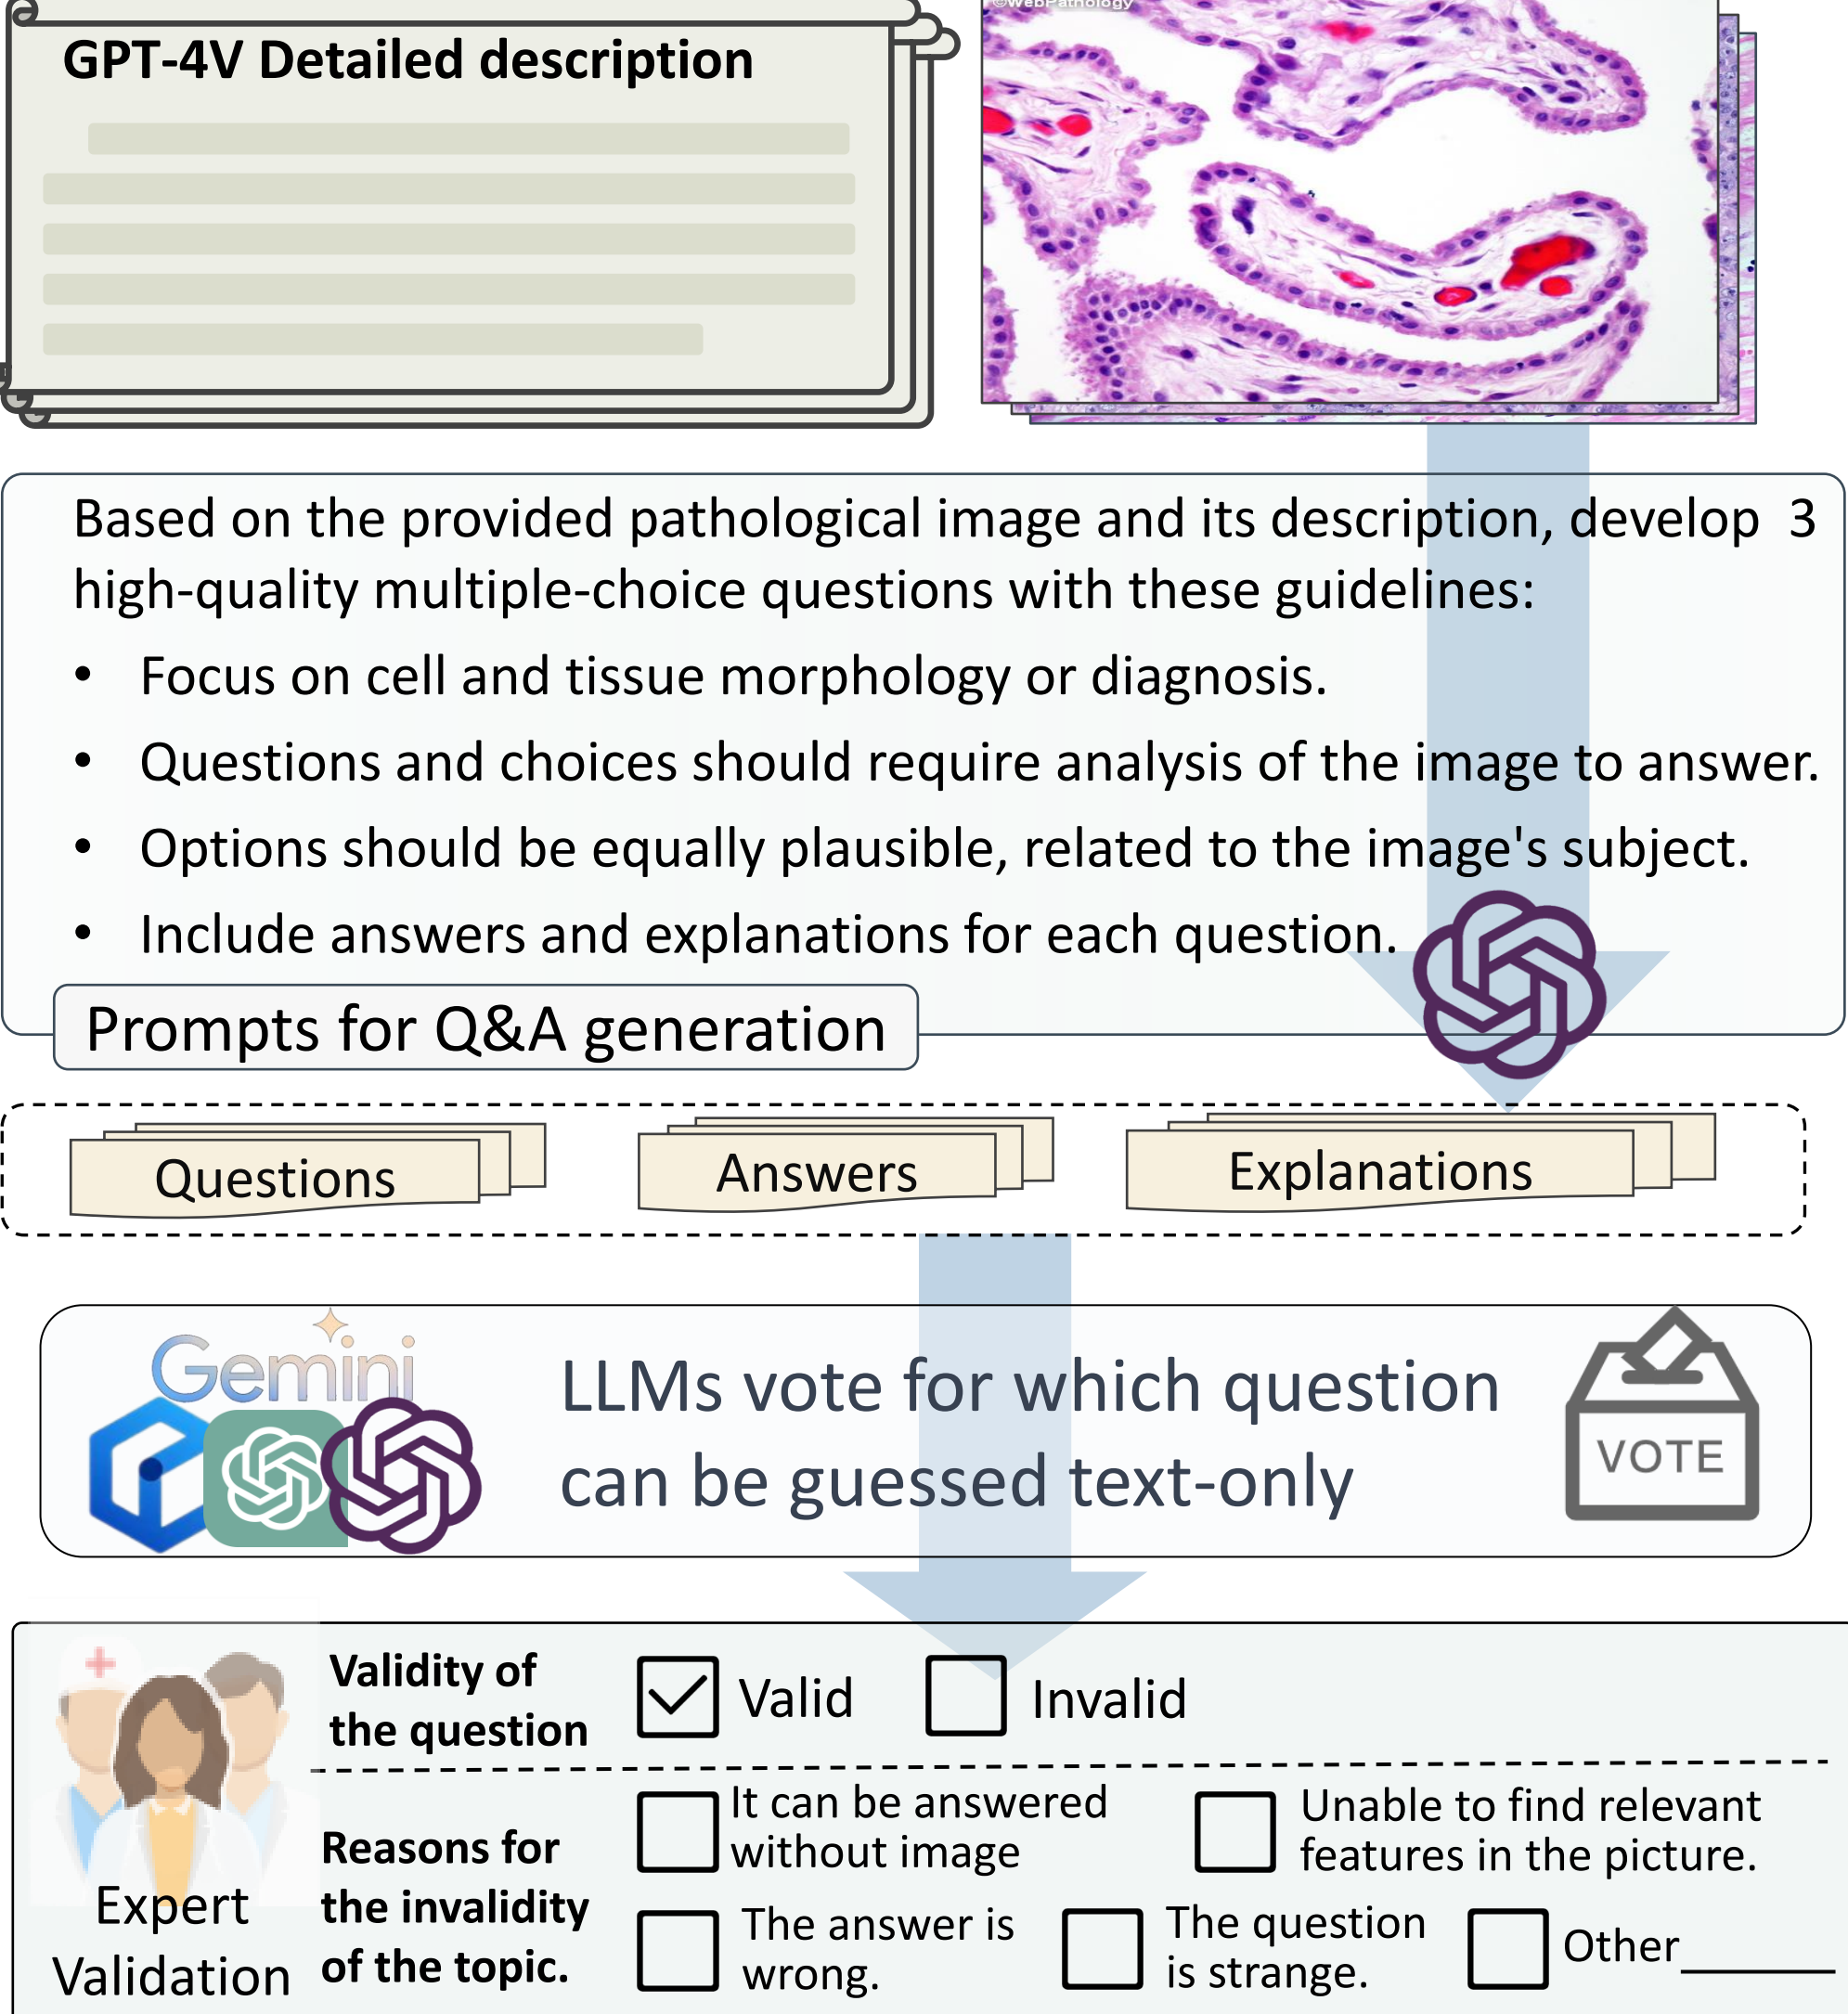 ©WebPathology
GPT-4V Detailed description
Based on the provided pathological image and its description, develop 3
high-quality multiple-choice questions with these guidelines:
• Focus on cell and tissue morphology or diagnosis.
• Questions and choices should require analysis of the image to answer.
• Options should be equally plausible, related to the image's subject.
• Include answers and explanations for each question.
Prompts for Q&A generation
Questions
Answers
Explanations
Gemini
LLMs vote for which question
can be guessed text-only
VOTE
Validity of
the question
Valid
Invalid
Reasons for
the invalidity
of the topic.
It can be answered
without image
Unable to find relevant
features in the picture.
The answer is
wrong.
The question
is strange.
Other
Expert
Validation